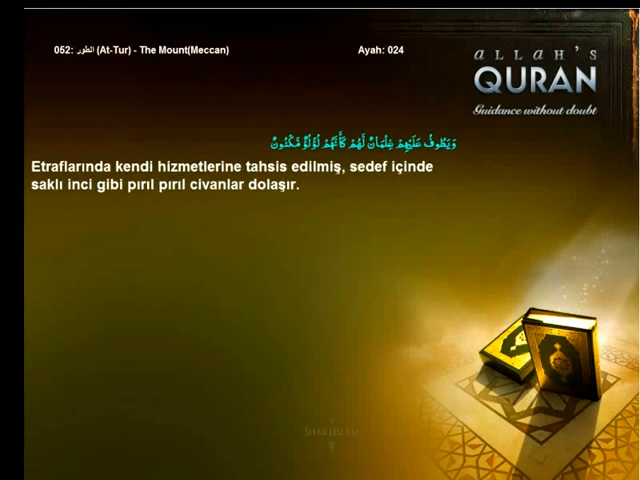 052: الطور (At-Tur) - The Mount(Meccan)
Ayah: 024
ALLAH'S
QURAN
Guidance without doubt
وَيَطُوفُ عَلَيْهِمْ غِلْمَانٌ لَّهُمْ كَأَنَّهُمْ لُؤْلُؤٌ مَّكْنُونٌ
Etraflarında kendi hizmetlerine tahsis edilmiş, sedef içinde
saklı inci gibi pırıl pırıl civanlar dolaşır.